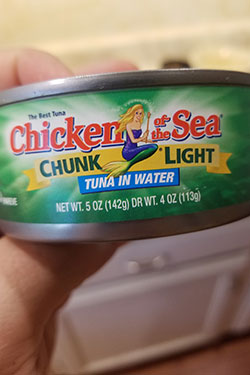 The Best Tuna
Chicken of the Sea®
CHUNK LIGHT
TUNA IN WATER
NET WT. 5 OZ (142g) DR WT. 4 OZ (113g)